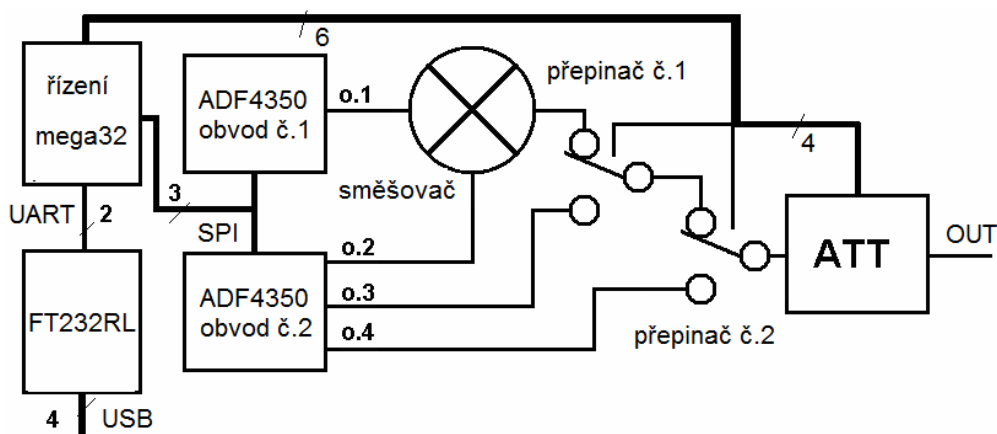 6
řízení
mega32
ADF4350
obvod č.1
o.1
přepinač č.1
4
směšovač
3
UART
2
SPI
ADF4350
obvod č.2
o.2
o.3
o.4
FT232RL
přepinač č.2
ATT
OUT
4
USB